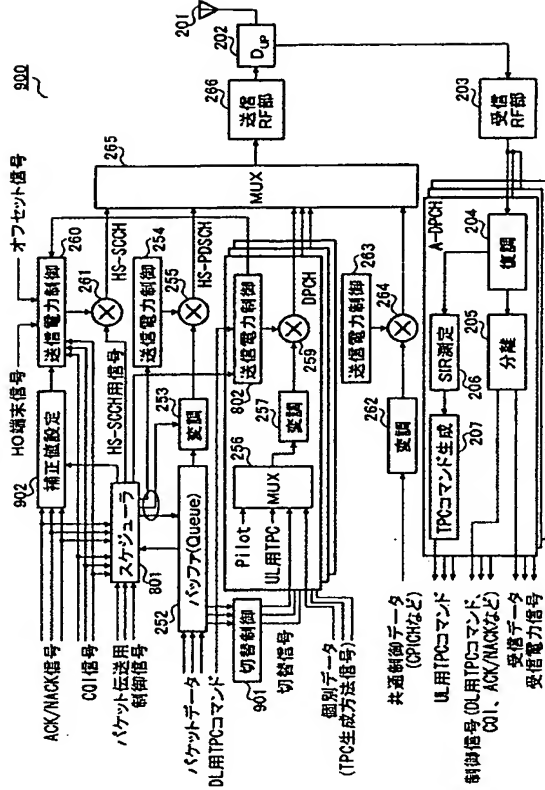 900
オフセット信号
HO端末信号
ACK/NACK信号
CQI信号
パケット伝送用
制御信号
パケットデータ
DL用TPCコマンド
切替信号
個別データ
(TPC生成方法信号)
共通制御データ
(CPICHなど)
UL用TPCコマンド
制御信号(DL用TPCコマンド、
CQI、ACK/NACKなど)
受信データ
受信電力信号
補正値設定
902
送信電力制御
260
261
HS-SCCH
HS-SCCH用信号
スケジューラ
801
送信電力制御
254
255
HS-PDSCH
変調
253
バッファ(Queue)
252
切替制御
901
送信電力制御
802
DPCH
259
変調
257
256
MUX
Pilot
UL用TPC
送信電力制御
263
264
変調
262
265
MUX
送信
RF部
266
201
202
DUP
受信
RF部
203
A-DPCH
復調
204
分離
205
SIR測定
206
TPCコマンド生成
207